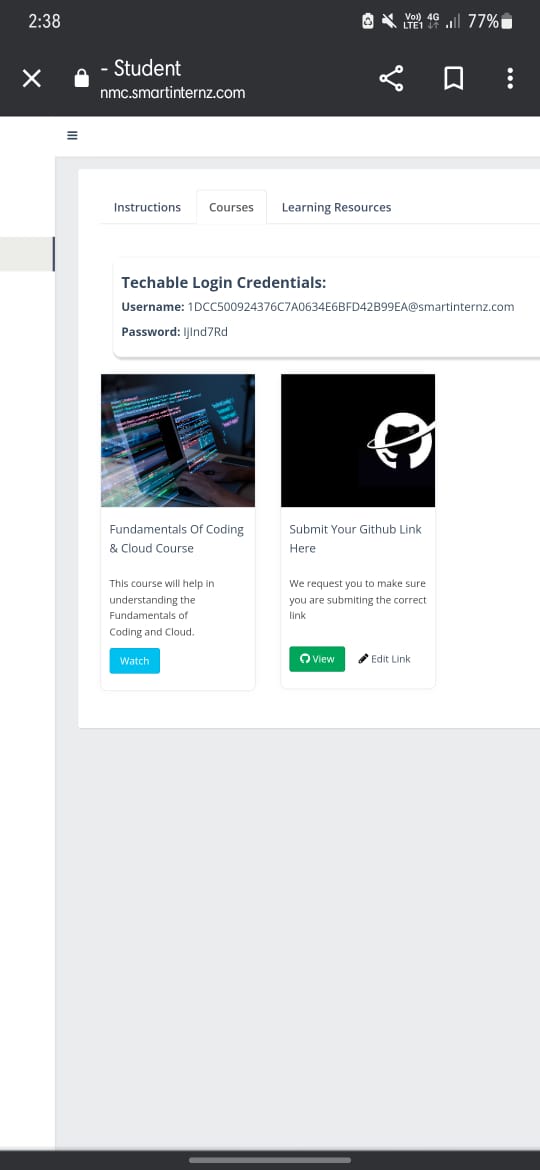 2:38
Vo)) 4G
LTE1
77%
- Student
nmc.smartinternz.com
Instructions Courses Learning Resources
Techable Login Credentials:
Username: 1DCC500924376C7A0634E6BFD42B99EA@smartinternz.com
Password: IjInd7Rd
Fundamentals Of Coding
& Cloud Course
This course will help in
understanding the
Fundamentals of
Coding and Cloud.
Watch
Submit Your Github Link
Here
We request you to make sure
you are submiting the correct
link
View Edit Link